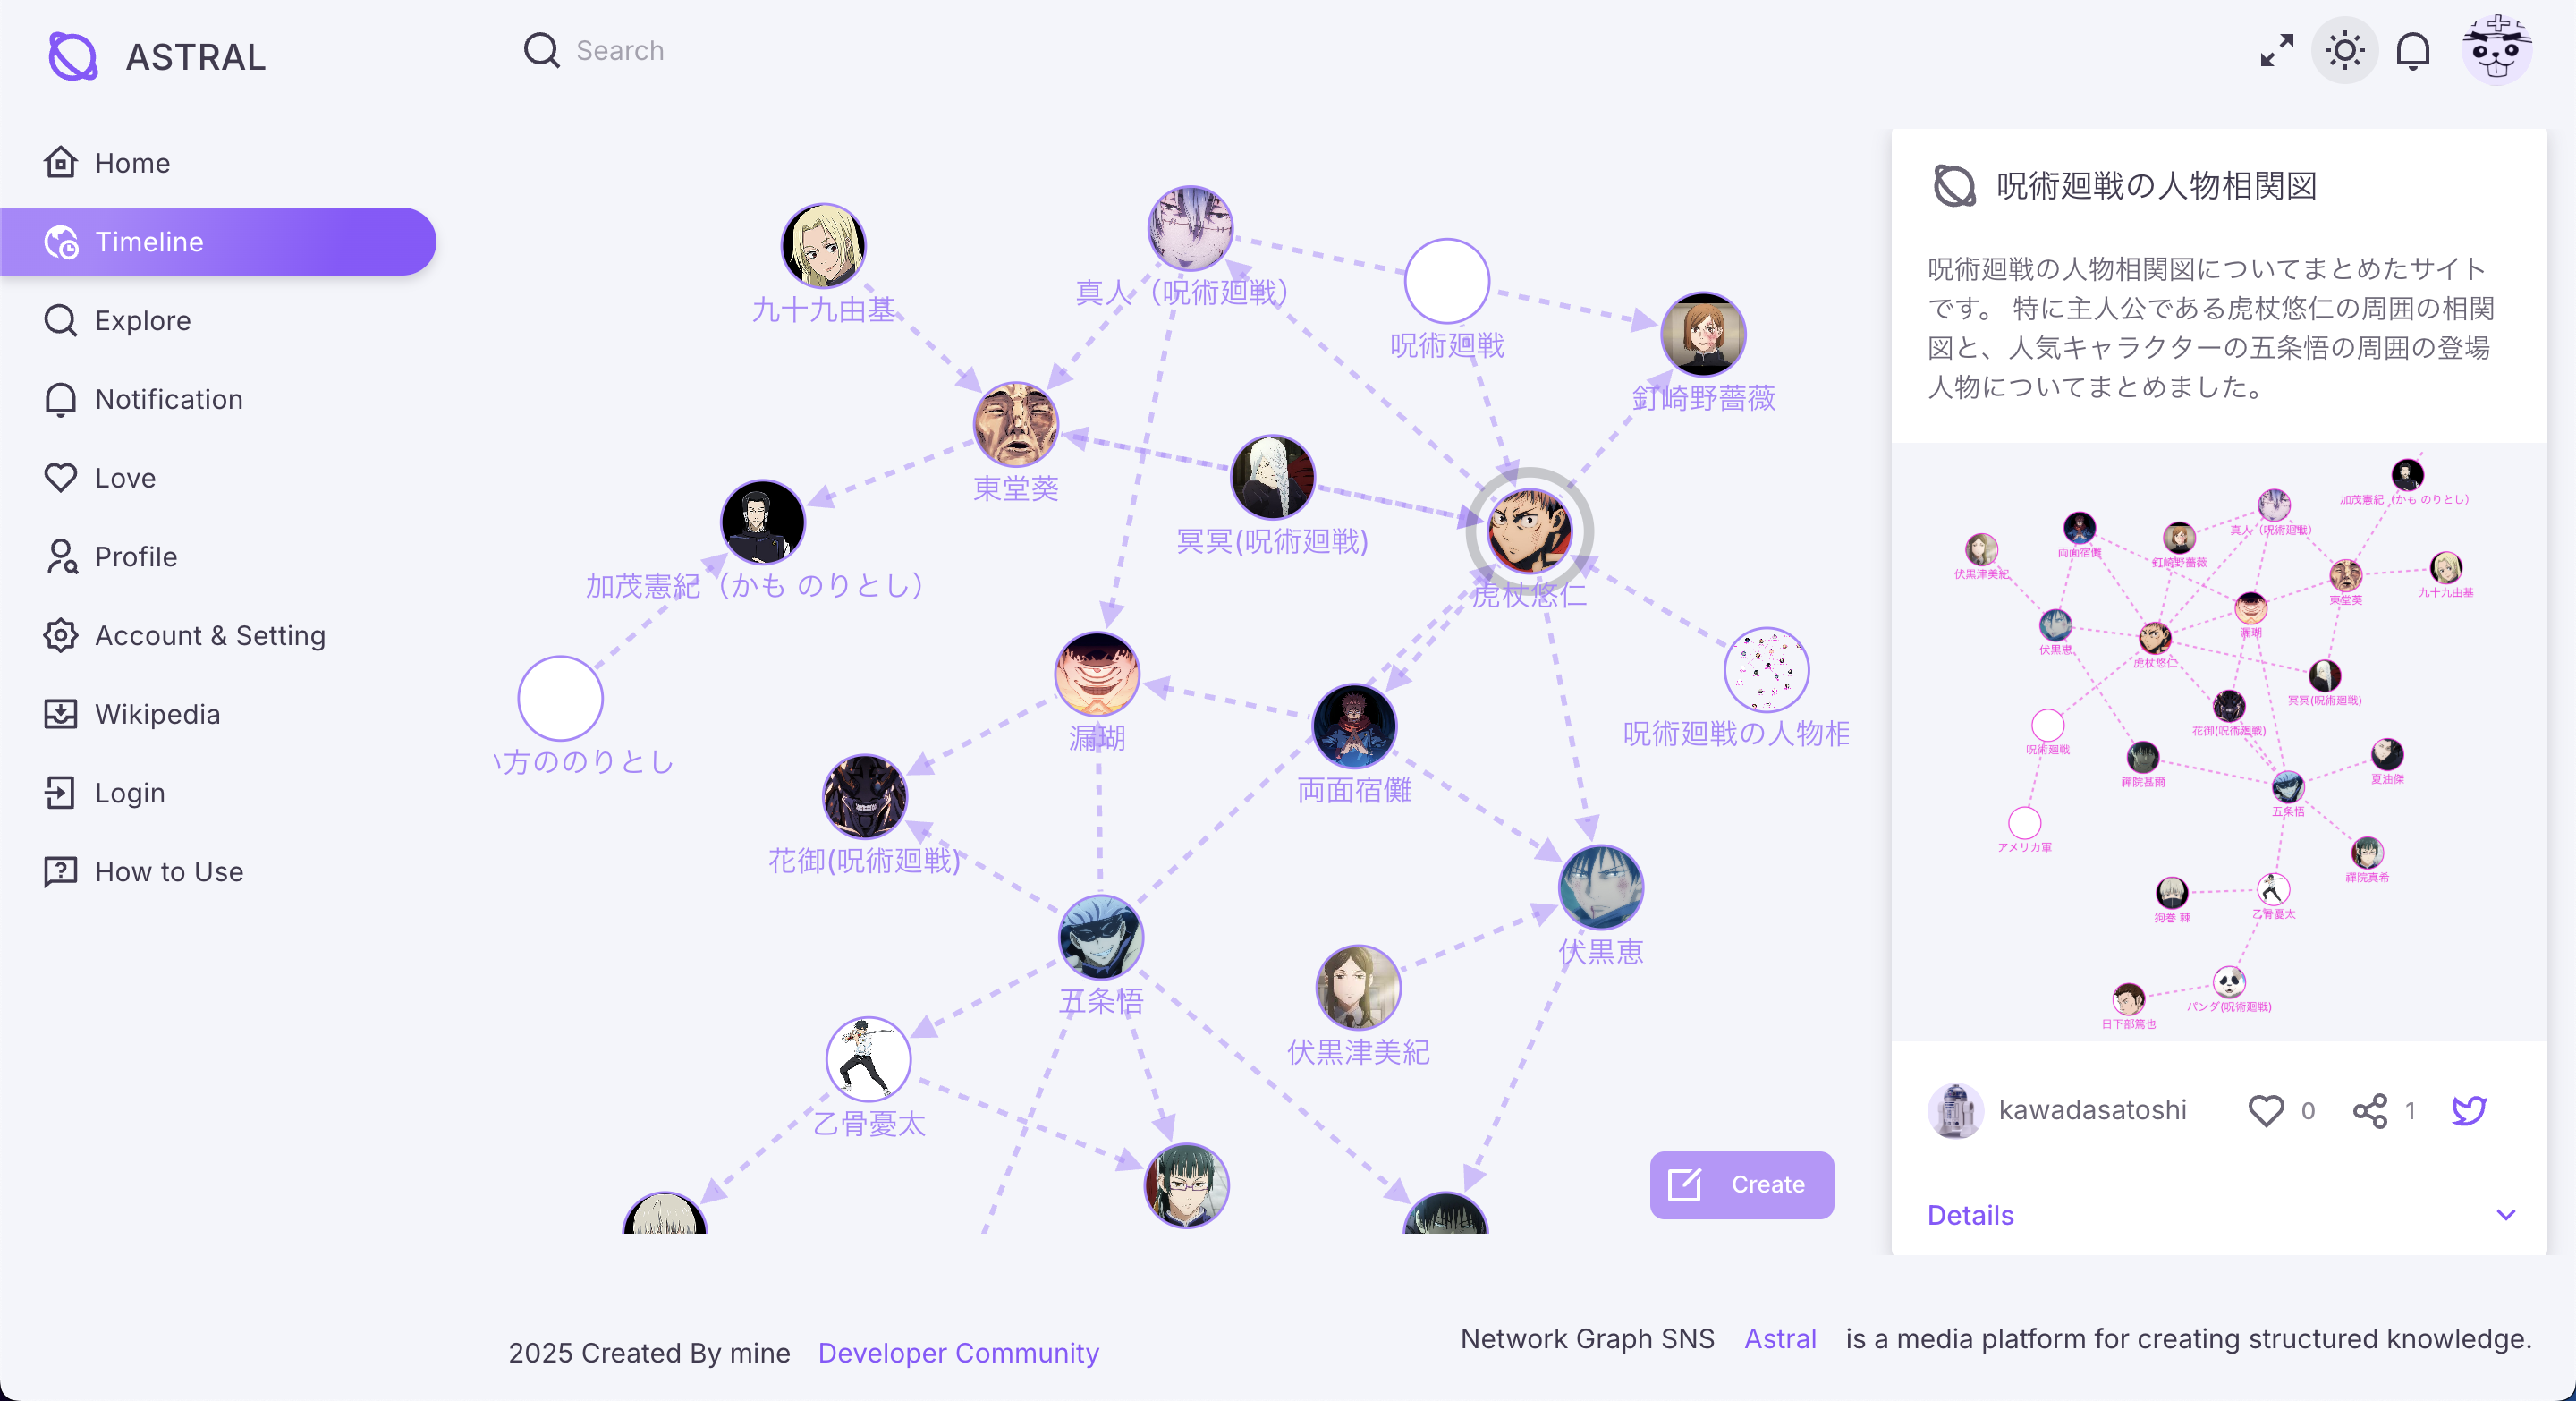 ASTRAL
Search
Home
Timeline
Explore
Notification
Love
Profile
Account & Setting
Wikipedia
Login
How to Use
九十九由基
真人（呪術廻戦）
呪術廻戦
釘崎野薔薇
東堂葵
冥冥(呪術廻戦)
加茂憲紀（かも のりとし）
虎杖悠仁
い方ののりとし
漏瑚
両面宿儺
呪術廻戦の人物相
花御(呪術廻戦)
五条悟
伏黒恵
伏黒津美紀
乙骨憂太
Create
呪術廻戦の人物相関図
呪術廻戦の人物相関図についてまとめたサイト
です。 特に主人公である虎杖悠仁の周囲の相関
図と、人気キャラクターの五条悟の周囲の登場
人物についてまとめました。
加茂憲紀（かも のりとし）
真人（呪術廻戦）
両面宿儺
釘崎野薔薇
伏黒津美紀
九十九由基
東堂葵
漏瑚
伏黒恵
虎杖悠仁
冥冥(呪術廻戦)
花御(呪術廻戦)
呪術廻戦
禪院甚爾
夏油傑
五条悟
アメリカ軍
禪院真希
狗巻 棘
乙骨憂太
パンダ(呪術廻戦)
日下部篤也
kawadasatoshi
0
1
Details
2025 Created By mine Developer Community
Network Graph SNS Astral is a media platform for creating structured knowledge.